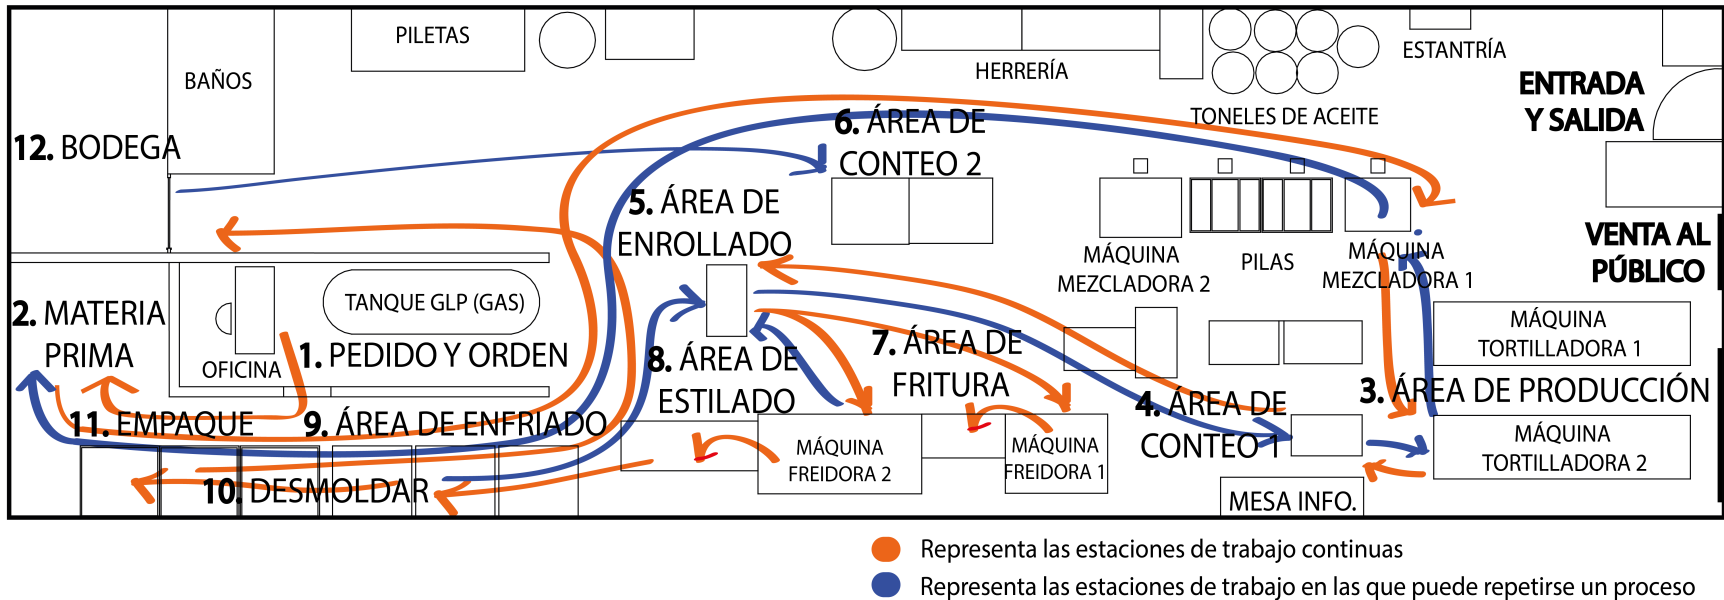 PILETAS
BAÑOS
HERRERÍA
ESTANTRÍA
TONELES DE ACEITE
ENTRADA
Y SALIDA
12. BODEGA
6. ÁREA DE
CONTEO 2
5. ÁREA DE
ENROLLADO
MÁQUINA
MEZCLADORA 2
PILAS
MÁQUINA
MEZCLADORA 1
VENTA AL
PÚBLICO
2. MATERIA
PRIMA
TANQUE GLP (GAS)
OFICINA
1. PEDIDO Y ORDEN
8. ÁREA DE
ESTILADO
7. ÁREA DE
FRITURA
MÁQUINA
TORTILLADORA 1
3. ÁREA DE PRODUCCIÓN
4. ÁREA DE
CONTEO 1
11. EMPAQUE
9. ÁREA DE ENFRIADO
10. DESMOLDAR
MÁQUINA
FREIDORA 2
MÁQUINA
FREIDORA 1
MÁQUINA
TORTILLADORA 2
MESA INFO.
Representa las estaciones de trabajo continuas
Representa las estaciones de trabajo en las que puede repetirse un proceso